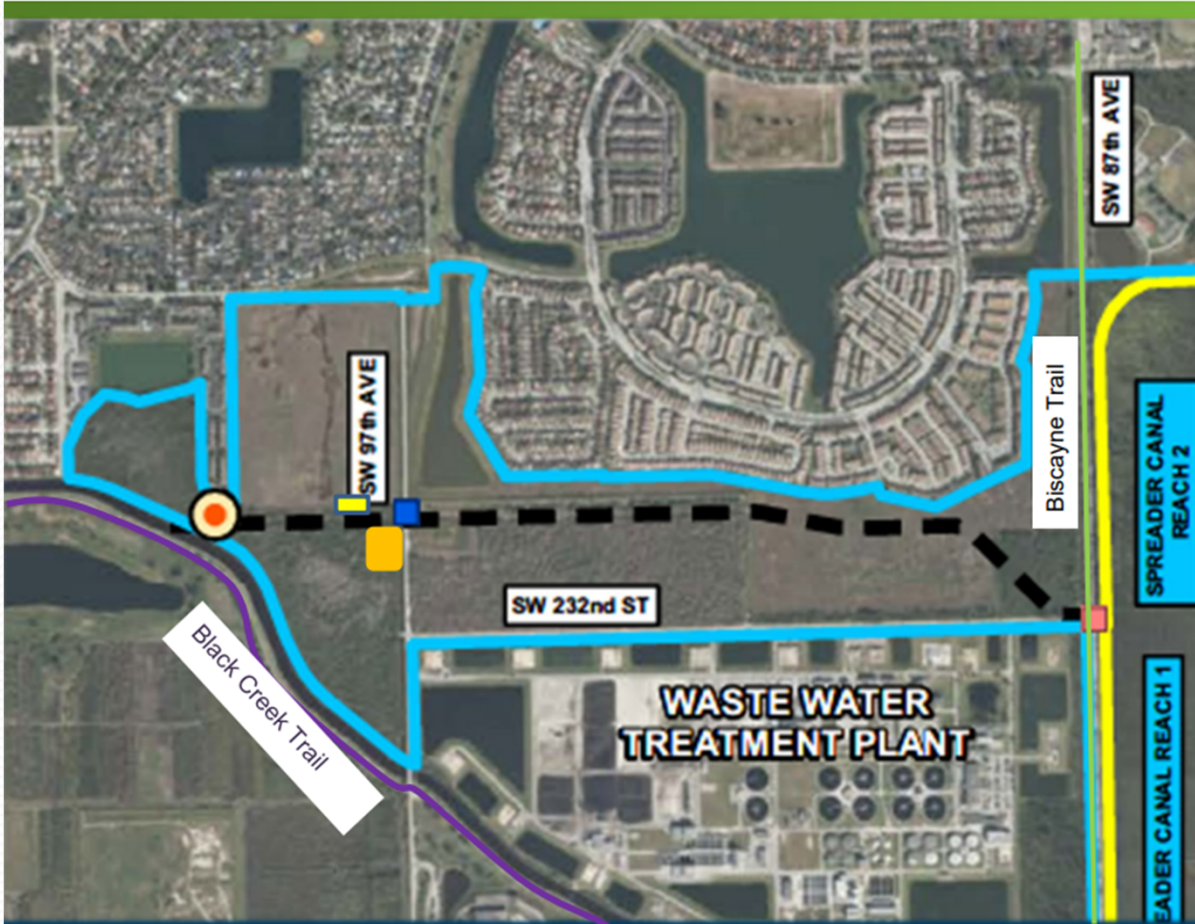 SW 87th AVE
SW 97th AVE
Biscayne Trail
SPREADER CANAL
REACH 2
SW 232nd ST
Black Creek Trail
WASTE WATER
TREATMENT PLANT
EADER CANAL REACH 1